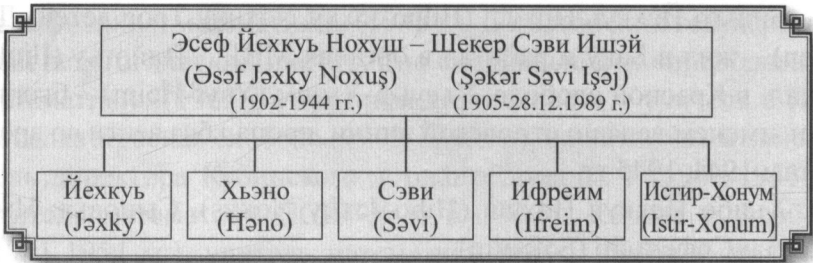 Эсеф Йехкуь Нохуш – Шекер Сэви Ишэй
(Əsəf Jəxky Noxuş) (Şəkər Səvi Işəj)
(1902-1944 гг.) (1905-28.12.1989 г.)
Йехкуь Хьэно Сэви Ифреим Истир-Хонум
(Jəxky) (Həno) (Səvi) (Ifreim) (Istir-Xonum)